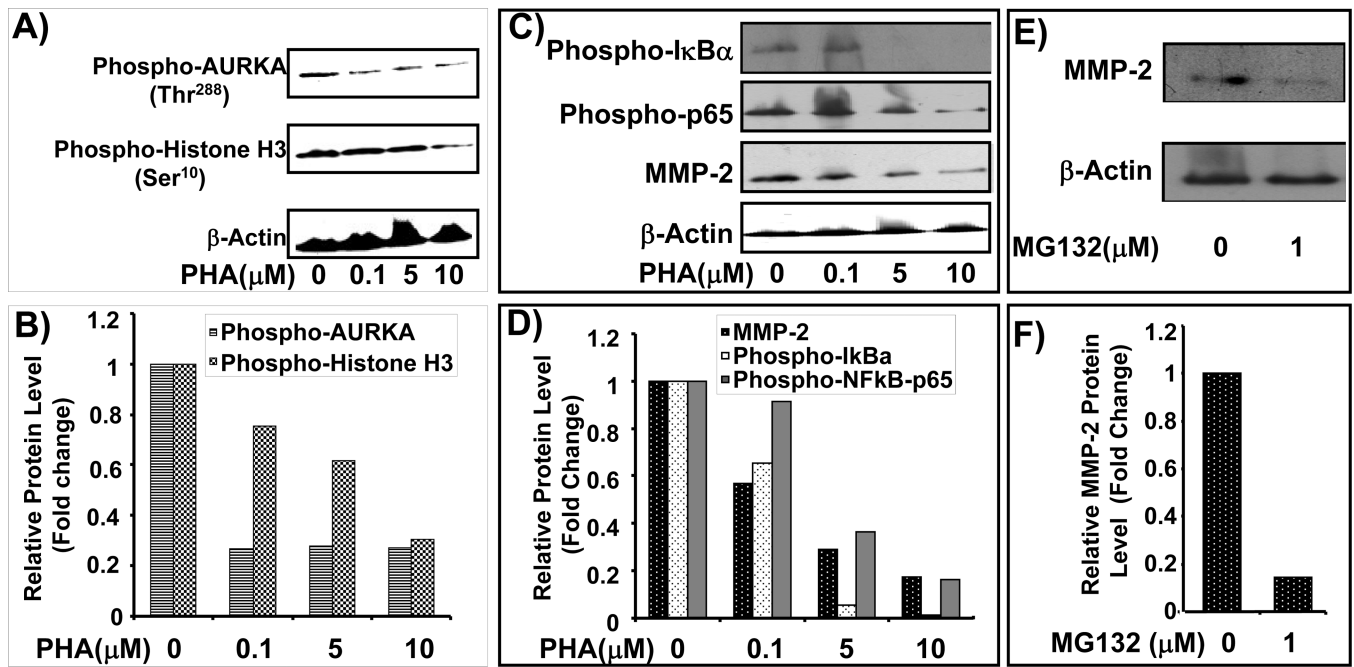 A)
Phospho-AURKA
(Thr288)
Phospho-Histone H3
(Ser10)
β-Actin
PHA(μM) 0 0.1 5 10
B)
Relative Protein Level
(Fold change)
1.2
1
0.8
0.6
0.4
0.2
0
Phospho-AURKA
Phospho-Histone H3
PHA(μM) 0 0.1 5 10
C)
Phospho-IκBα
Phospho-p65
MMP-2
β-Actin
PHA(μM) 0 0.1 5 10
D)
Relative Protein Level
(Fold Change)
1.2
1
0.8
0.6
0.4
0.2
0
MMP-2
Phospho-IkBa
Phospho-NFkB-p65
PHA(μM) 0 0.1 5 10
E)
MMP-2
β-Actin
MG132(μM) 0 1
F)
Relative MMP-2 Protein
Level (Fold Change)
1.2
1
0.8
0.6
0.4
0.2
0
MG132 (μM) 0 1